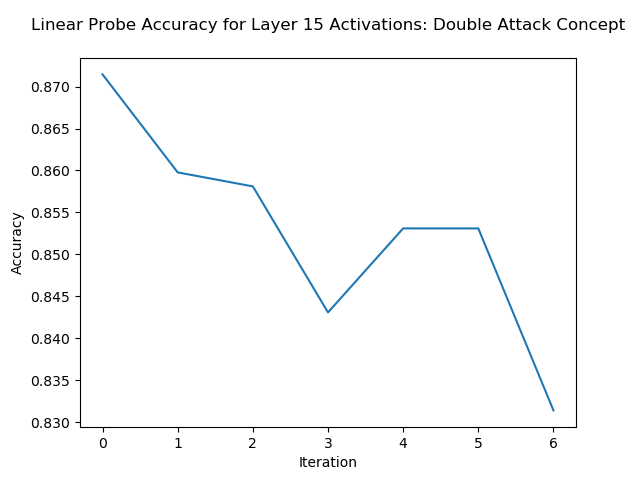 Linear Probe Accuracy for Layer 15 Activations: Double Attack Concept
0.870
0.865
0.860
0.855
0.850
0.845
0.840
0.835
0.830
Accuracy
0 1 2 3 4 5 6
Iteration